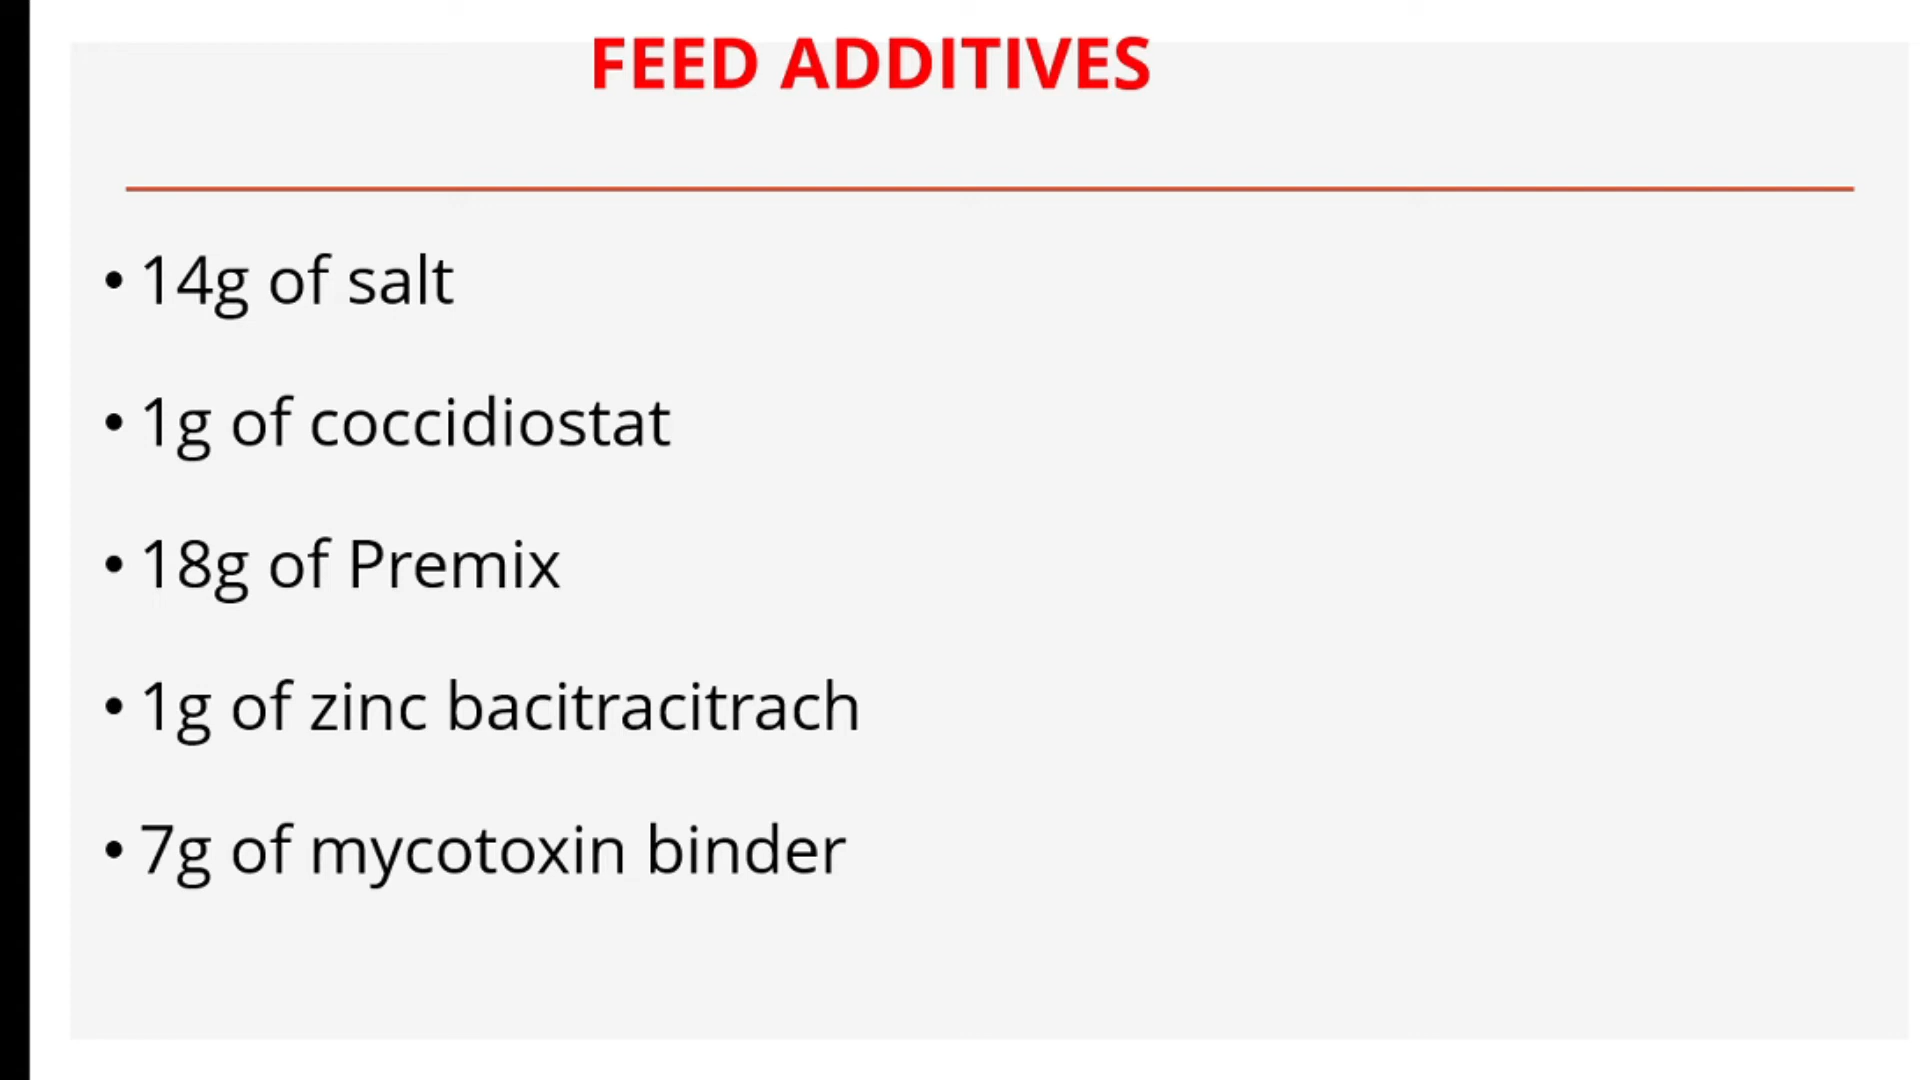 FEED ADDITIVES
• 14g of salt
• 1g of coccidiostat
• 18g of Premix
• 1g of zinc bacitracitrach
• 7g of mycotoxin binder